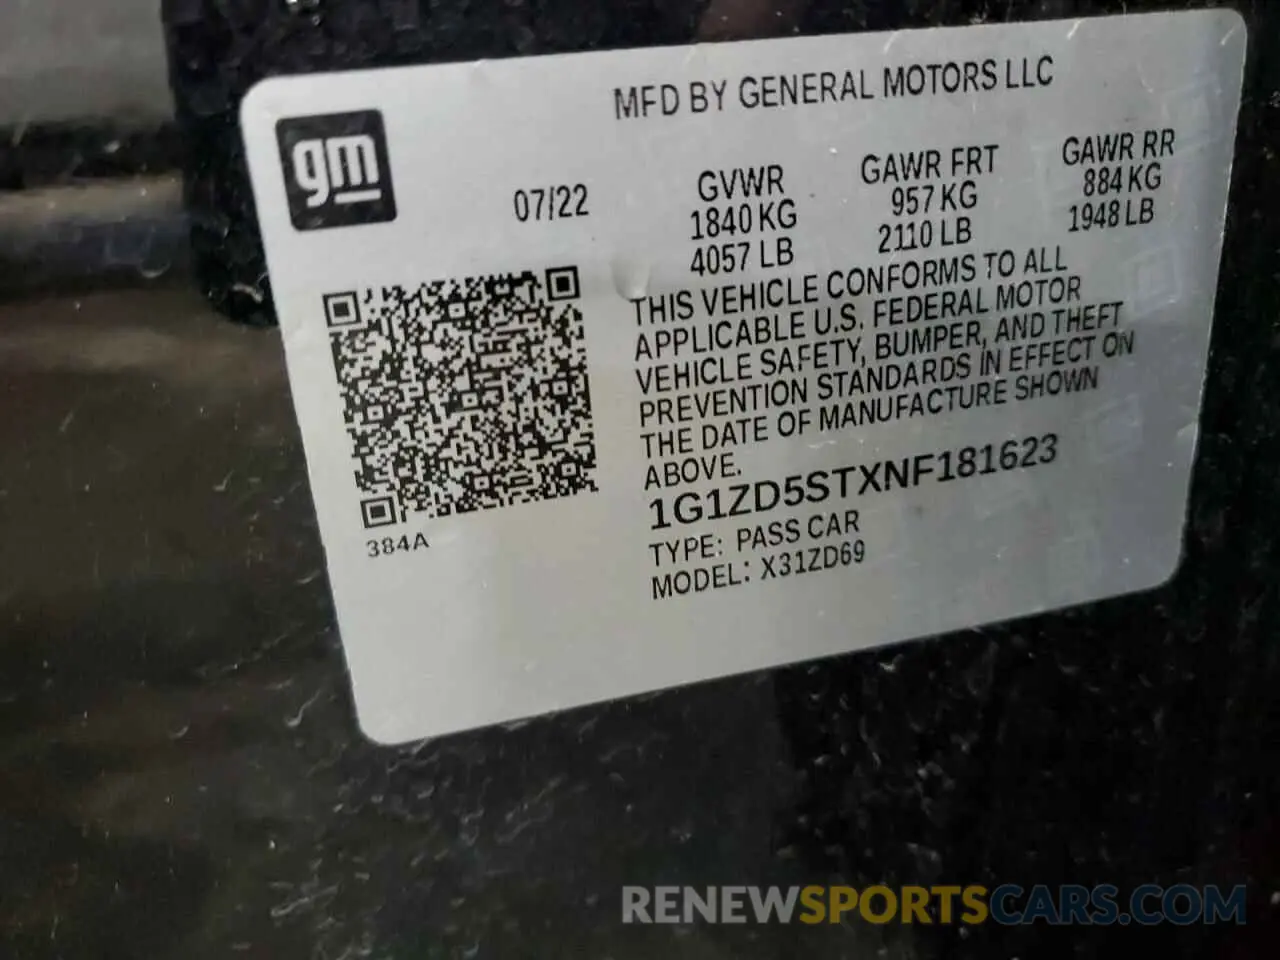 MFD BY GENERAL MOTORS LLC
gm
07/22
GVWR
1840 KG
4057 LB
GAWR FRT
957 KG
2110 LB
GAWR RR
884 KG
1948 LB
THIS VEHICLE CONFORMS TO ALL
APPLICABLE U.S. FEDERAL MOTOR
VEHICLE SAFETY, BUMPER, AND THEFT
PREVENTION STANDARDS IN EFFECT ON
THE DATE OF MANUFACTURE SHOWN
ABOVE.
1G1ZD5STXNF181623
TYPE: PASS CAR
MODEL: X31ZD69
384A
RENEWSPORTSCARS.COM